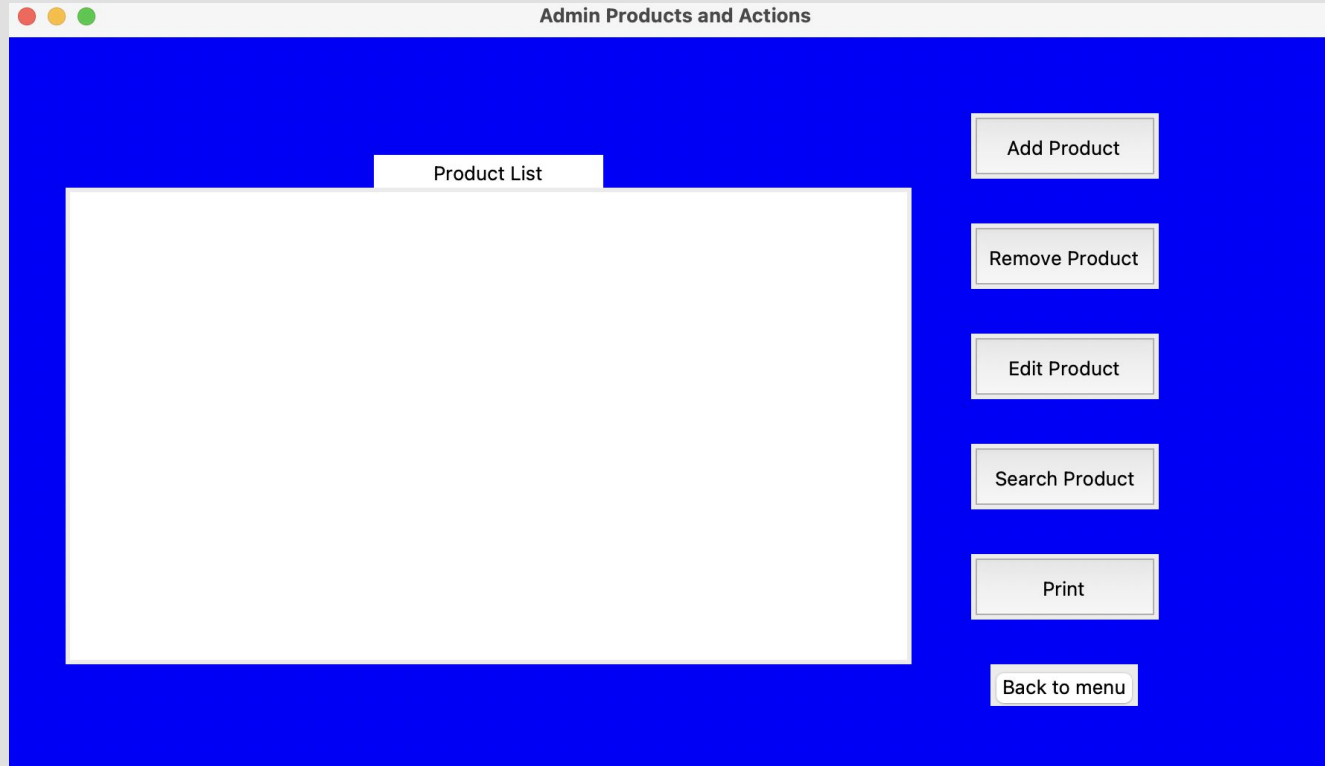 Admin Products and Actions
Product List
Add Product
Remove Product
Edit Product
Search Product
Print
Back to menu